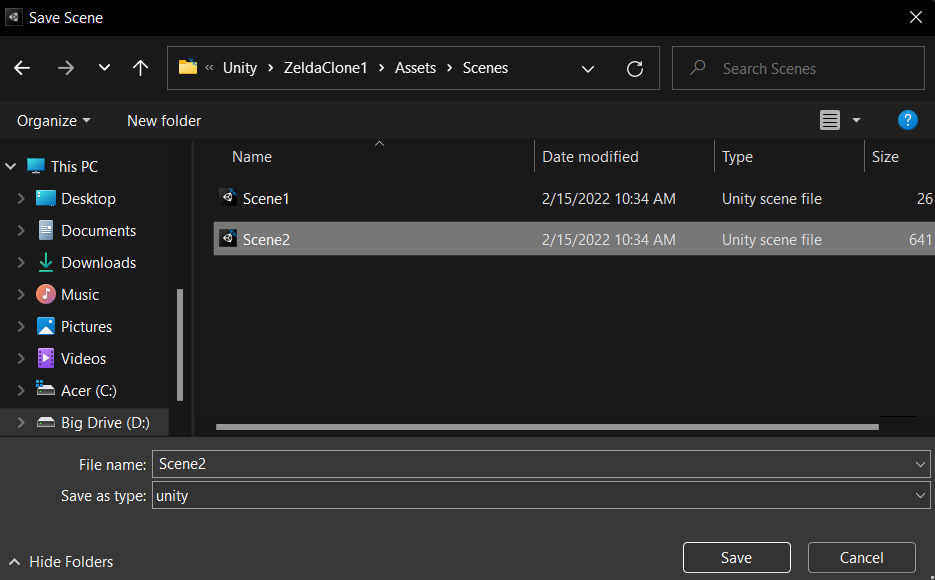 Save Scene
« Unity > ZeldaClone1 > Assets > Scenes
Search Scenes
Organize New folder
?
Name Date modified Type Size
This PC
Desktop
Documents
Downloads
Music
Pictures
Videos
Acer (C:)
Big Drive (D:)
Scene1 2/15/2022 10:34 AM Unity scene file 26
Scene2 2/15/2022 10:34 AM Unity scene file 641
File name: Scene2
Save as type: unity
Hide Folders Save Cancel